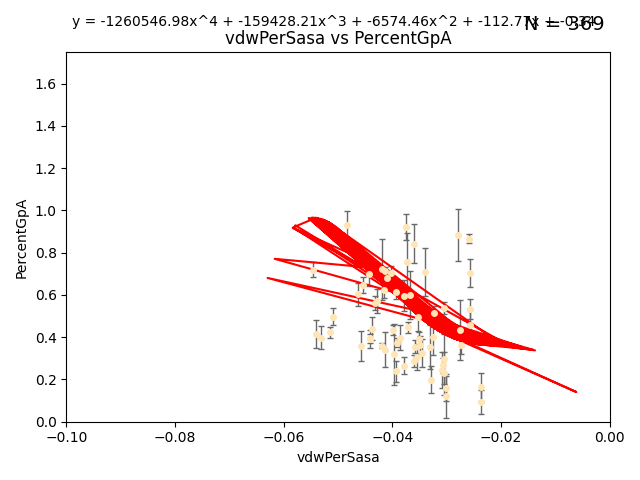 y = -1260546.98x^4 + -159428.21x^3 + -6574.46x^2 + -112.77x + -0.34
N = 369
vdwPerSasa vs PercentGpA
PercentGpA
1.6
1.4
1.2
1.0
0.8
0.6
0.4
0.2
0.0
−0.10 −0.08 −0.06 −0.04 −0.02 0.00
vdwPerSasa